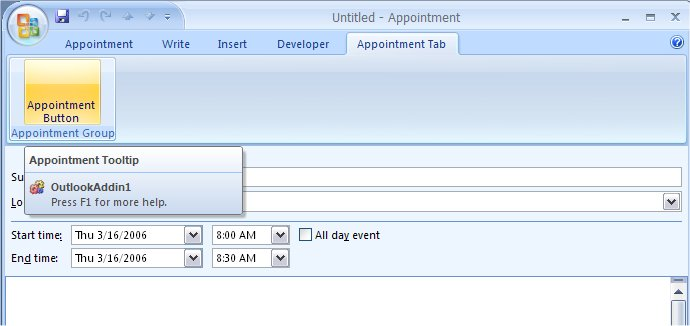 Untitled - Appointment
Appointment Write Insert Developer Appointment Tab
Appointment
Button
Appointment Group
Appointment Tooltip
OutlookAddin1
Press F1 for more help.
Start time: Thu 3/16/2006 8:00 AM All day event
End time: Thu 3/16/2006 8:30 AM